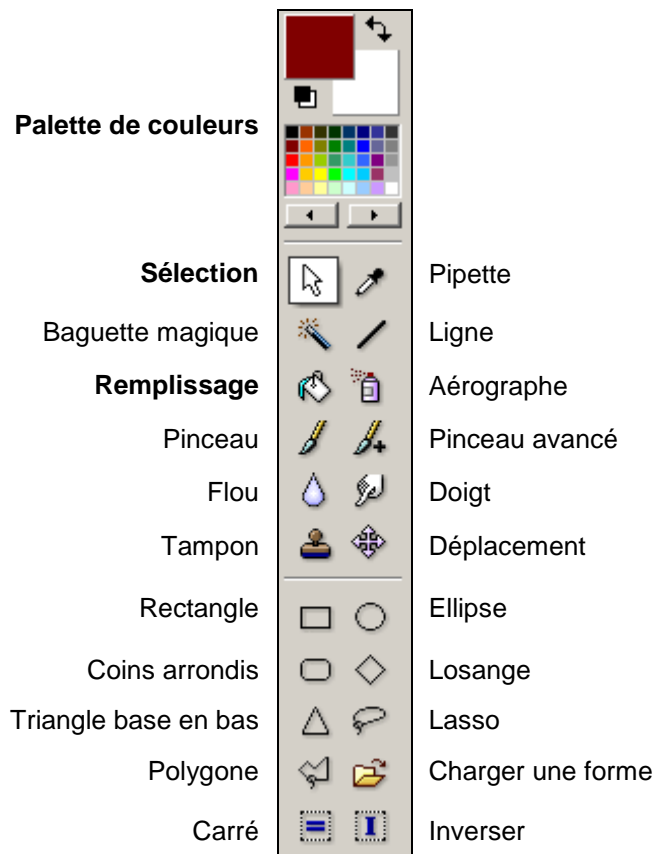 Palette de couleurs
Sélection Pipette
Baguette magique Ligne
Remplissage Aérographe
Pinceau Pinceau avancé
Flou Doigt
Tampon Déplacement
Rectangle Ellipse
Coins arrondis Losange
Triangle base en bas Lasso
Polygone Charger une forme
Carré Inverser